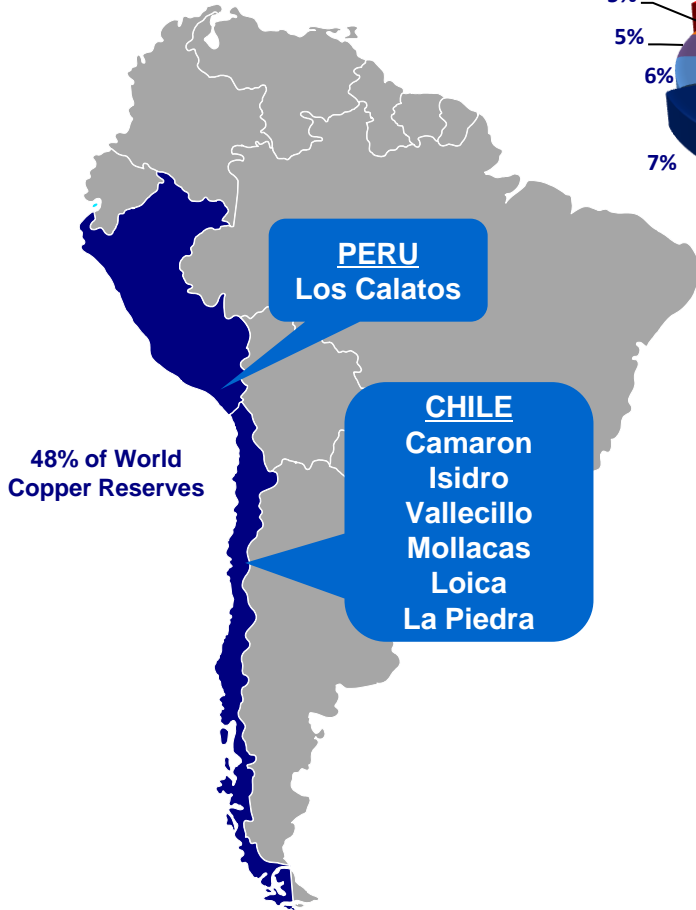 5%
6%
7%
PERU
Los Calatos
48% of World
Copper Reserves
CHILE
Camaron
Isidro
Vallecillo
Mollacas
Loica
La Piedra